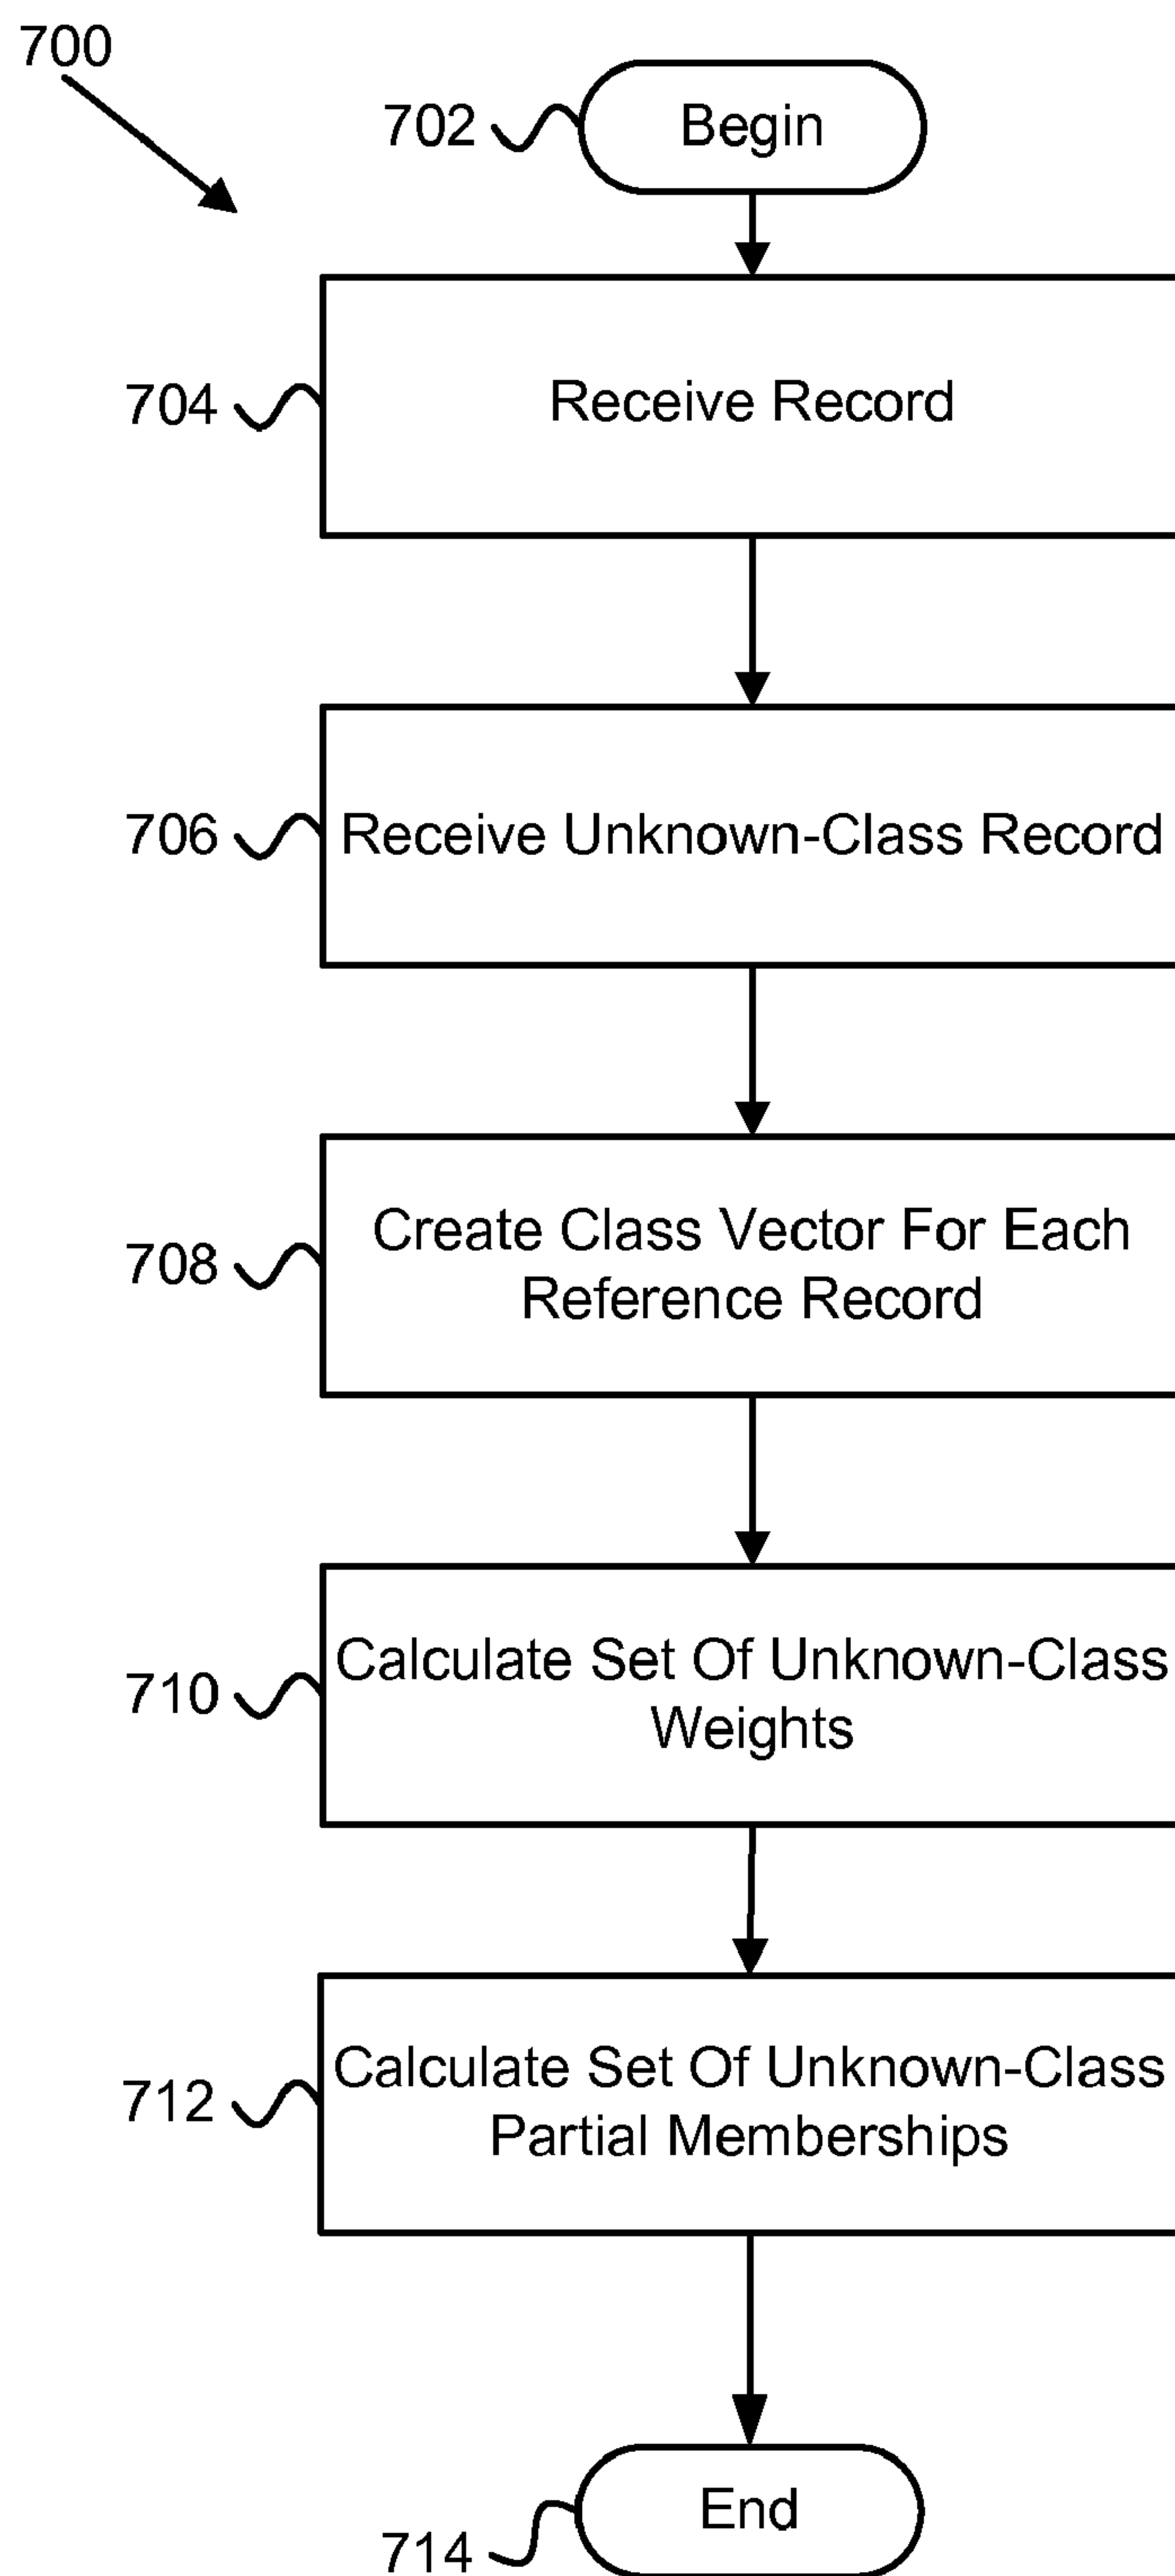 700
702
Begin
704
Receive Record
706
Receive Unknown-Class Record
708
Create Class Vector For Each
Reference Record
710
Calculate Set Of Unknown-Class
Weights
712
Calculate Set Of Unknown-Class
Partial Memberships
714
End